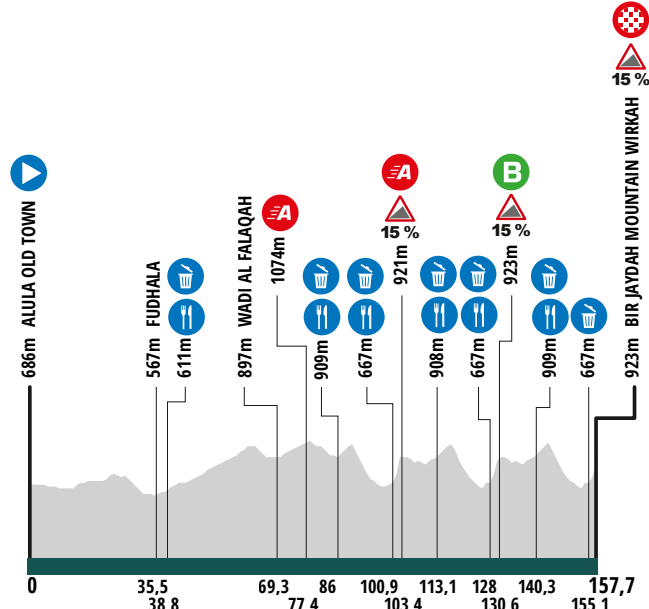 15 %
A
B
A
15 %
15 %
686m ALULA OLD TOWN
567m FUDHALA
611m
897m WADI AL FALAQAH
1074m
909m
667m
921m
908m
667m
923m
909m
667m
923m BIR JAYDAH MOUNTAIN WIRKAH
0 35,5 69,3 86 100,9 113,1 128 140,3 157,7
38,8 77,4 103,4 130,6 155,1